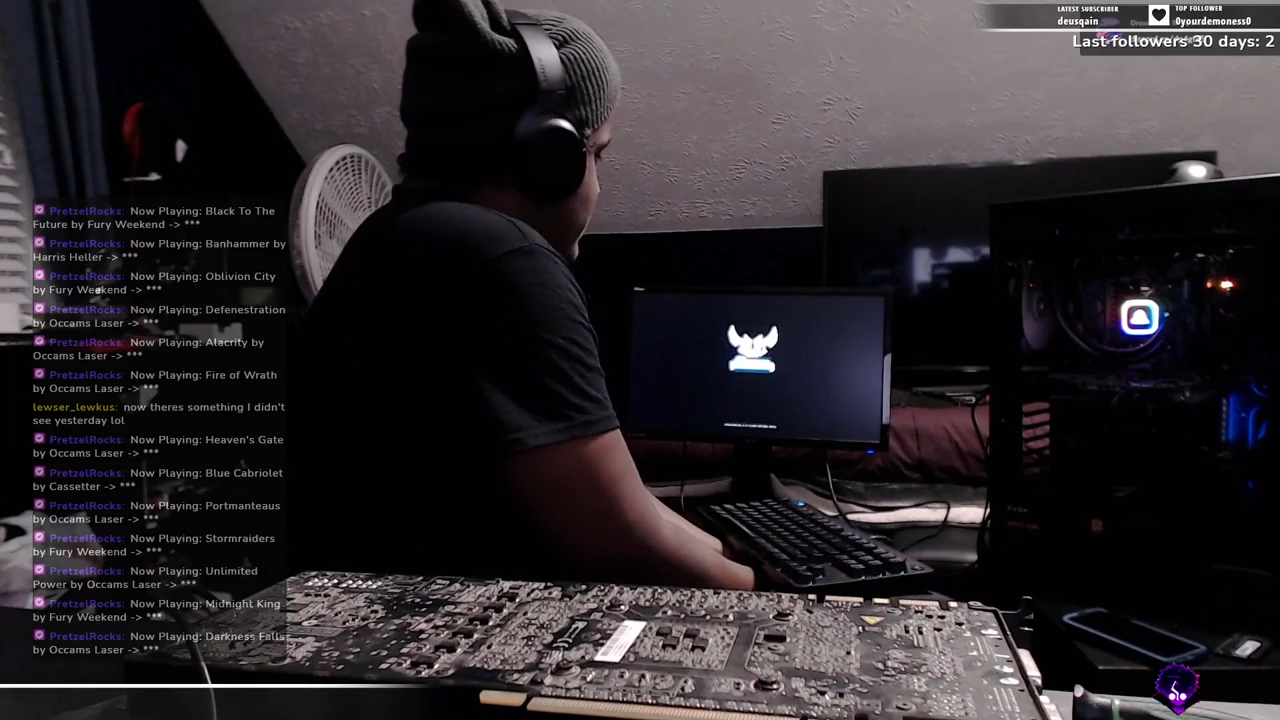 LATEST SUBSCRIBER
deusqain
TOP FOLLOWER
0yourdemoness0
Last followers 30 days: 2
PretzelRocks: Now Playing: Black To The
Future by Fury Weekend -> ***
PretzelRocks: Now Playing: Banhammer by
Harris Heller -> ***
PretzelRocks: Now Playing: Oblivion City
by Fury Weekend -> ***
PretzelRocks: Now Playing: Defenestration
by Occams Laser -> ***
PretzelRocks: Now Playing: Alacrity by
Occams Laser -> ***
PretzelRocks: Now Playing: Fire of Wrath
by Occams Laser -> ***
lewser_lewkus: now theres something I didn't
see yesterday lol
PretzelRocks: Now Playing: Heaven's Gate
by Occams Laser -> ***
PretzelRocks: Now Playing: Blue Cabriolet
by Cassetter -> ***
PretzelRocks: Now Playing: Portmanteaus
by Occams Laser -> ***
PretzelRocks: Now Playing: Stormraiders
by Fury Weekend -> ***
PretzelRocks: Now Playing: Unlimited
Power by Occams Laser -> ***
PretzelRocks: Now Playing: Midnight King
by Fury Weekend -> ***
PretzelRocks: Now Playing: Darkness Falls
by Occams Laser -> ***